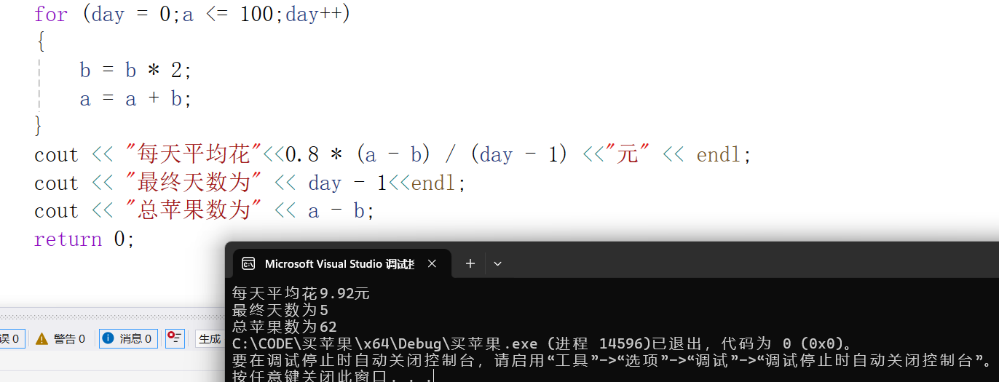 for (day = 0;a <= 100;day++)
{
b = b * 2;
a = a + b;
}
cout << "每天平均花"<<0.8 * (a - b) / (day - 1) <<"元" << endl;
cout << "最终天数为" << day - 1<<endl;
cout << "总苹果数为" << a - b;
return 0;
Microsoft Visual Studio 调试
每天平均花9.92元
最终天数为5
总苹果数为62
C:\CODE\买苹果\x64\Debug\买苹果.exe (进程 14596)已退出，代码为 0 (0x0)。
要在调试停止时自动关闭控制台，请启用“工具”->“选项”->“调试”->“调试停止时自动关闭控制台”。
按任意键关闭此窗口. . .
误 0
警告 0
消息 0
生成